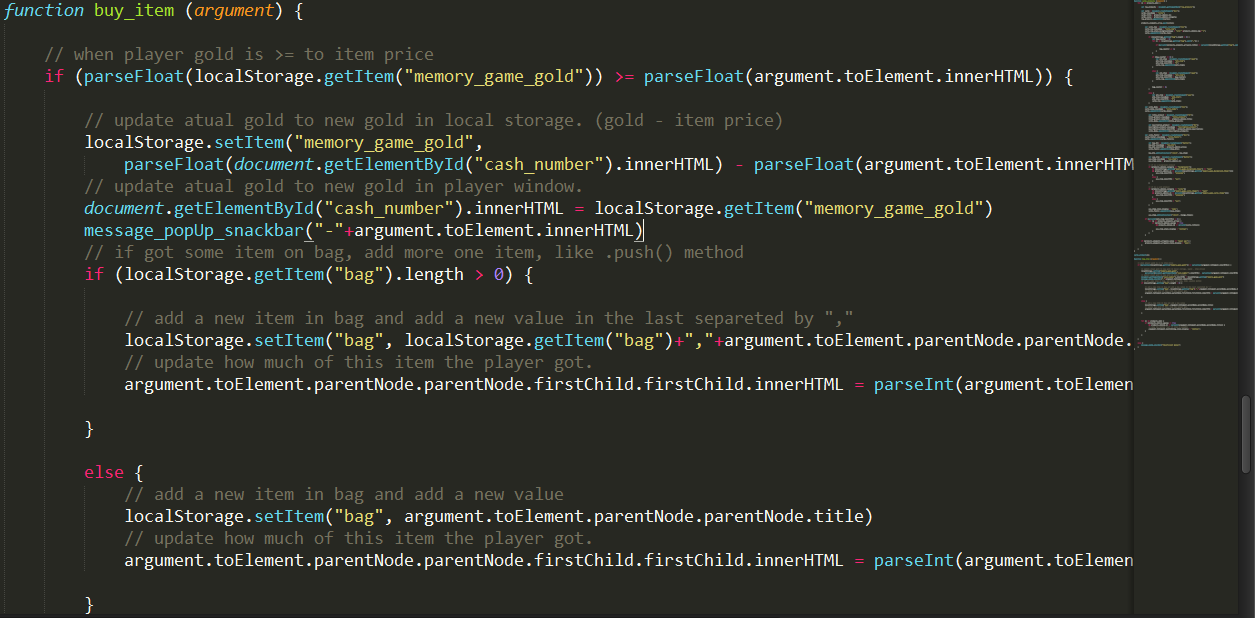 function buy_item (argument) {
// when player gold is >= to item price
if (parseFloat(localStorage.getItem("memory_game_gold")) >= parseFloat(argument.toElement.innerHTML)) {
// update atual gold to new gold in local storage. (gold - item price)
localStorage.setItem("memory_game_gold",
parseFloat(document.getElementById("cash_number").innerHTML) - parseFloat(argument.toElement.innerHTM
// update atual gold to new gold in player window.
document.getElementById("cash_number").innerHTML = localStorage.getItem("memory_game_gold")
message_popUp_snackbar("-"+argument.toElement.innerHTML)
// if got some item on bag, add more one item, like .push() method
if (localStorage.getItem("bag").length > 0) {
// add a new item in bag and add a new value in the last separeted by ","
localStorage.setItem("bag", localStorage.getItem("bag")+","+argument.toElement.parentNode.parentNode.
// update how much of this item the player got.
argument.toElement.parentNode.parentNode.firstChild.firstChild.innerHTML = parseInt(argument.toElemen
}
else {
// add a new item in bag and add a new value
localStorage.setItem("bag", argument.toElement.parentNode.parentNode.title)
// update how much of this item the player got.
argument.toElement.parentNode.parentNode.firstChild.firstChild.innerHTML = parseInt(argument.toElemen
}